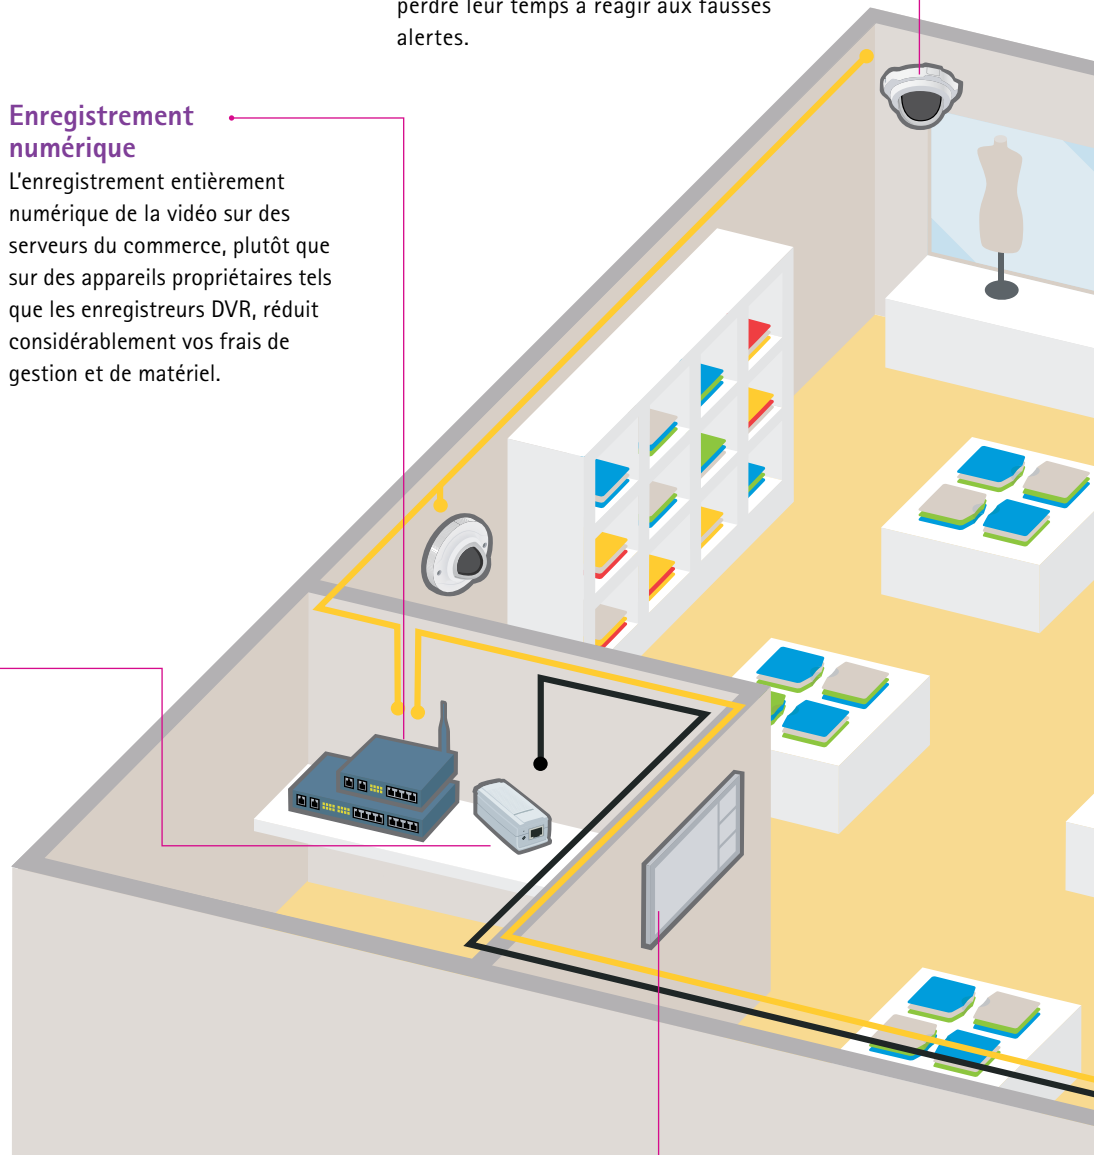 perdre leur temps à réagir aux fausses
alertes.
Enregistrement
numérique
L'enregistrement entièrement
numérique de la vidéo sur des
serveurs du commerce, plutôt que
sur des appareils propriétaires tels
que les enregistreurs DVR, réduit
considérablement vos frais de
gestion et de matériel.